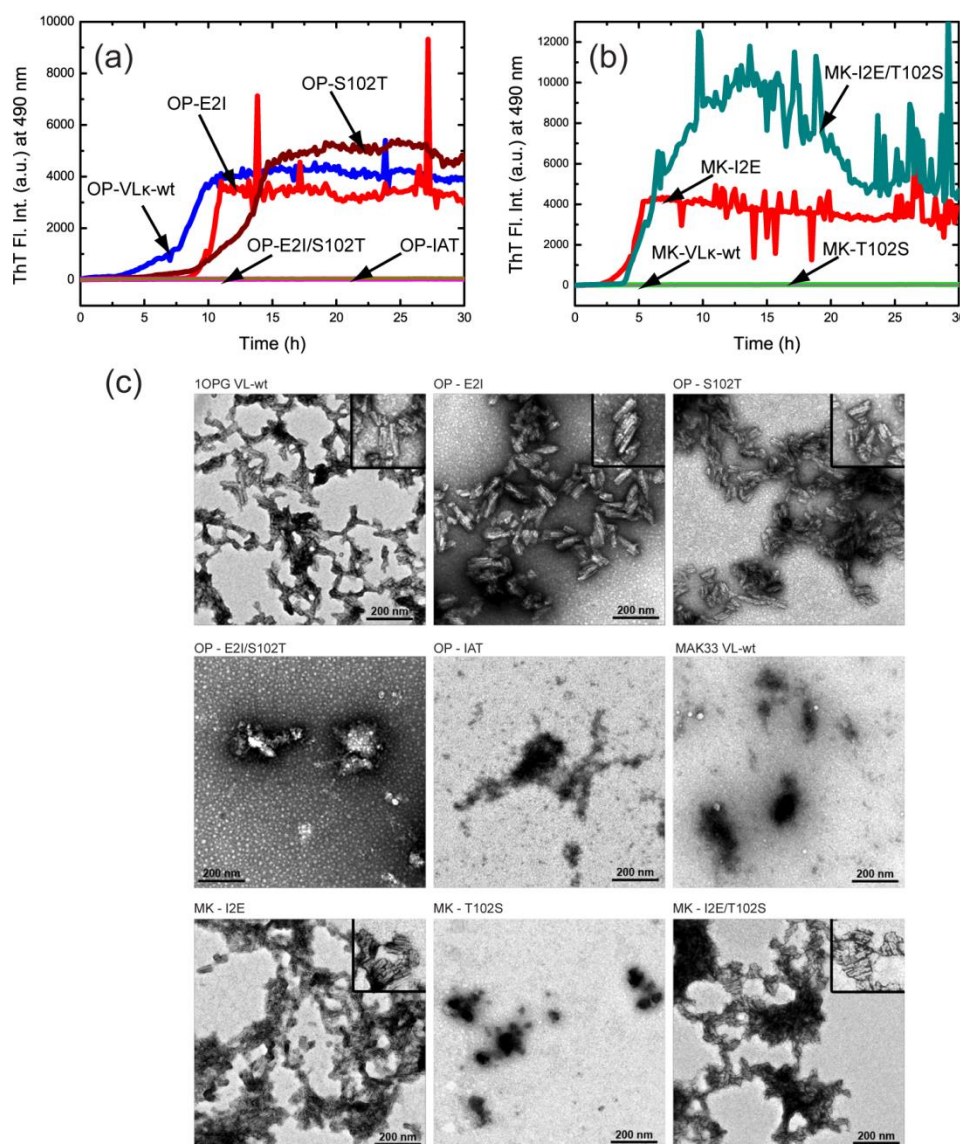 (a)
ThT Fl. Int. (a.u.) at 490 nm
10000
8000
6000
4000
2000
0
OP-E2I
OP-S102T
OP-VLκ-wt
OP-E2I/S102T
OP-IAT
0 5 10 15 20 25 30
Time (h)
(b)
ThT Fl. Int. (a.u.) at 490 nm
12000
10000
8000
6000
4000
2000
0
MK-I2E/T102S
MK-I2E
MK-VLκ-wt
MK-T102S
0 5 10 15 20 25 30
Time (h)
(c)
1OPG VL-wt
200 nm
OP - E2I
200 nm
OP - S102T
200 nm
OP - E2I/S102T
200 nm
OP - IAT
200 nm
MAK33 VL-wt
200 nm
MK - I2E
200 nm
MK - T102S
200 nm
MK - I2E/T102S
200 nm